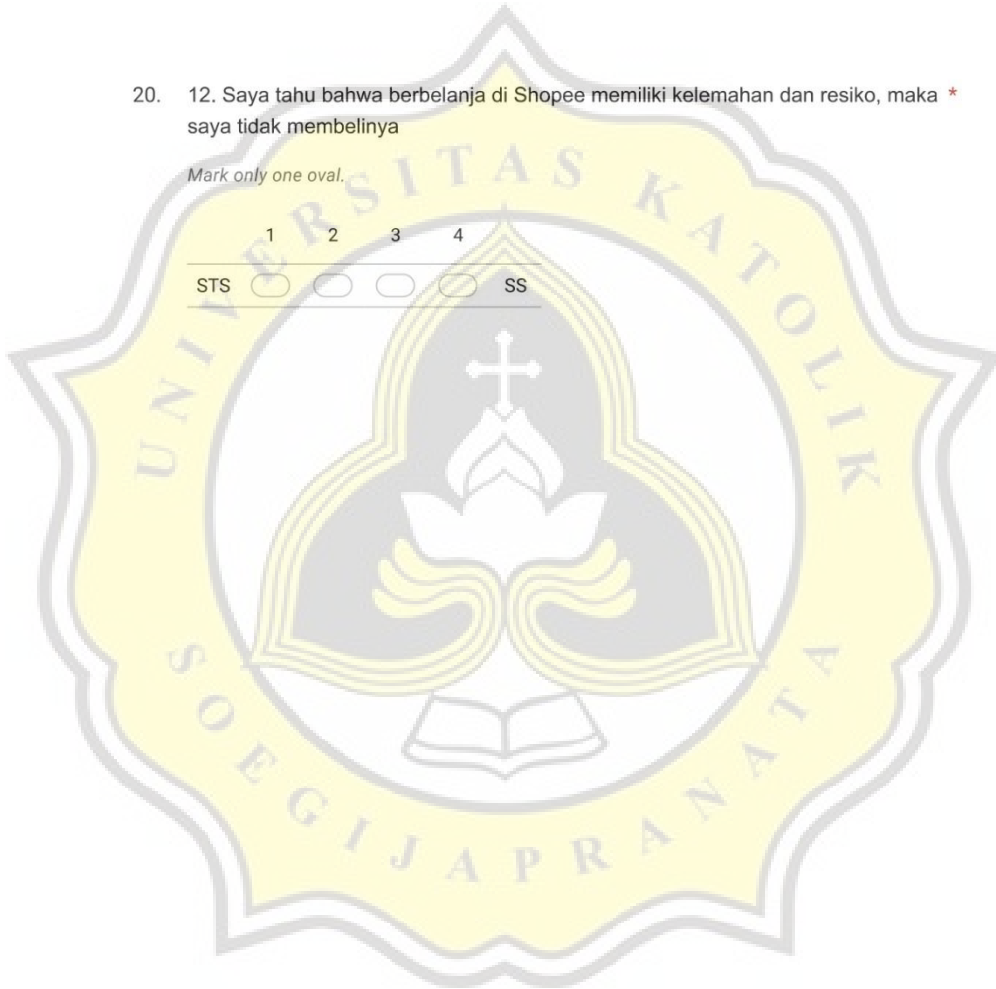 20. 12. Saya tahu bahwa berbelanja di Shopee memiliki kelemahan dan resiko, maka *
saya tidak membelinya
Mark only one oval.
1 2 3 4
STS SS
UNIVERSITAS KATOLIK
SOEGIJAPRANATA